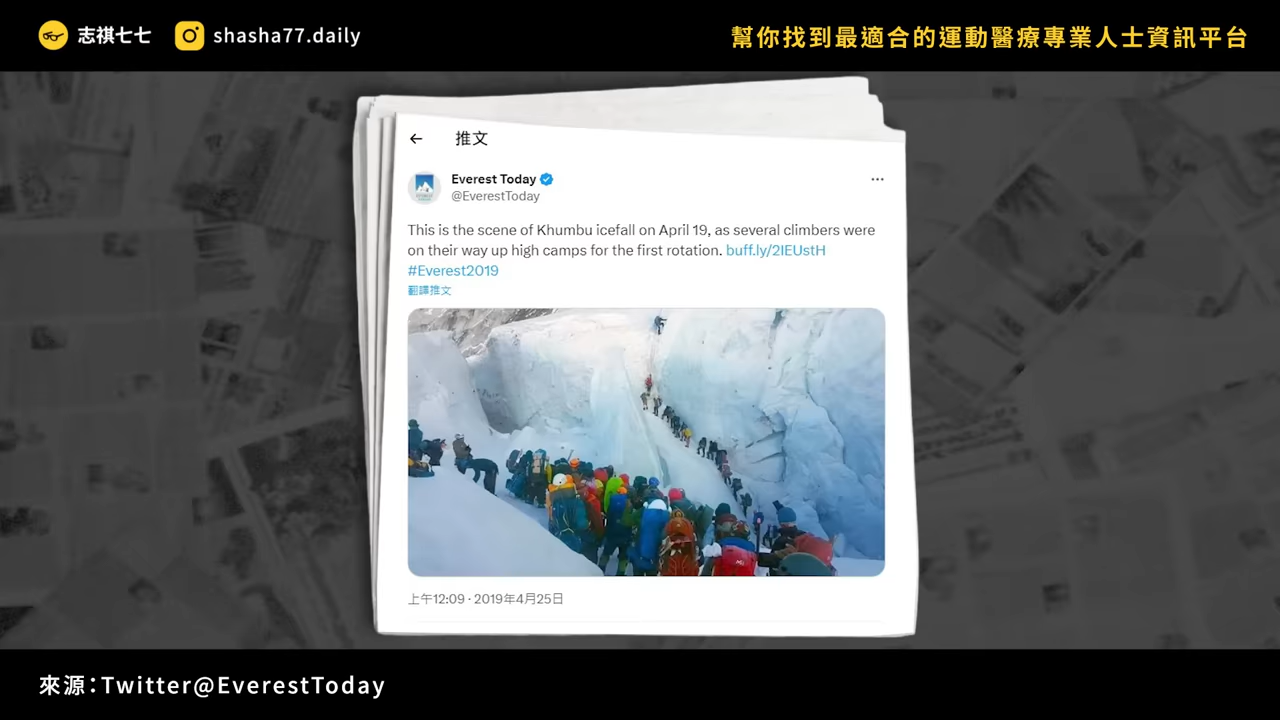 志祺七七
shasha77.daily
幫你找到最適合的運動醫療專業人士資訊平台
推文
Everest Today
@EverestToday
This is the scene of Khumbu icefall on April 19, as several climbers were
on their way up high camps for the first rotation. buff.ly/2IEUstH
#Everest2019
翻譯推文
上午12:09 · 2019年4月25日
來源：Twitter@EverestToday